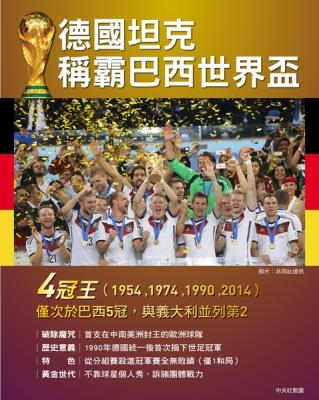 德國坦克
稱霸巴西世界盃
照片:共同社提供
4冠王(1954 ,1974 ,1990 ,2014)
僅次於巴西5冠,與義大利並列第2
|破除魔咒|首支在中南美洲封王的歐洲球隊
|歷史意義|1990年德國統一後首次摘下世足冠軍
|特 色|從分組賽殺進冠軍賽全無敗績(僅1和局)
|黃金世代|不靠球星個人秀,訴諸團體戰力
中央社製圖